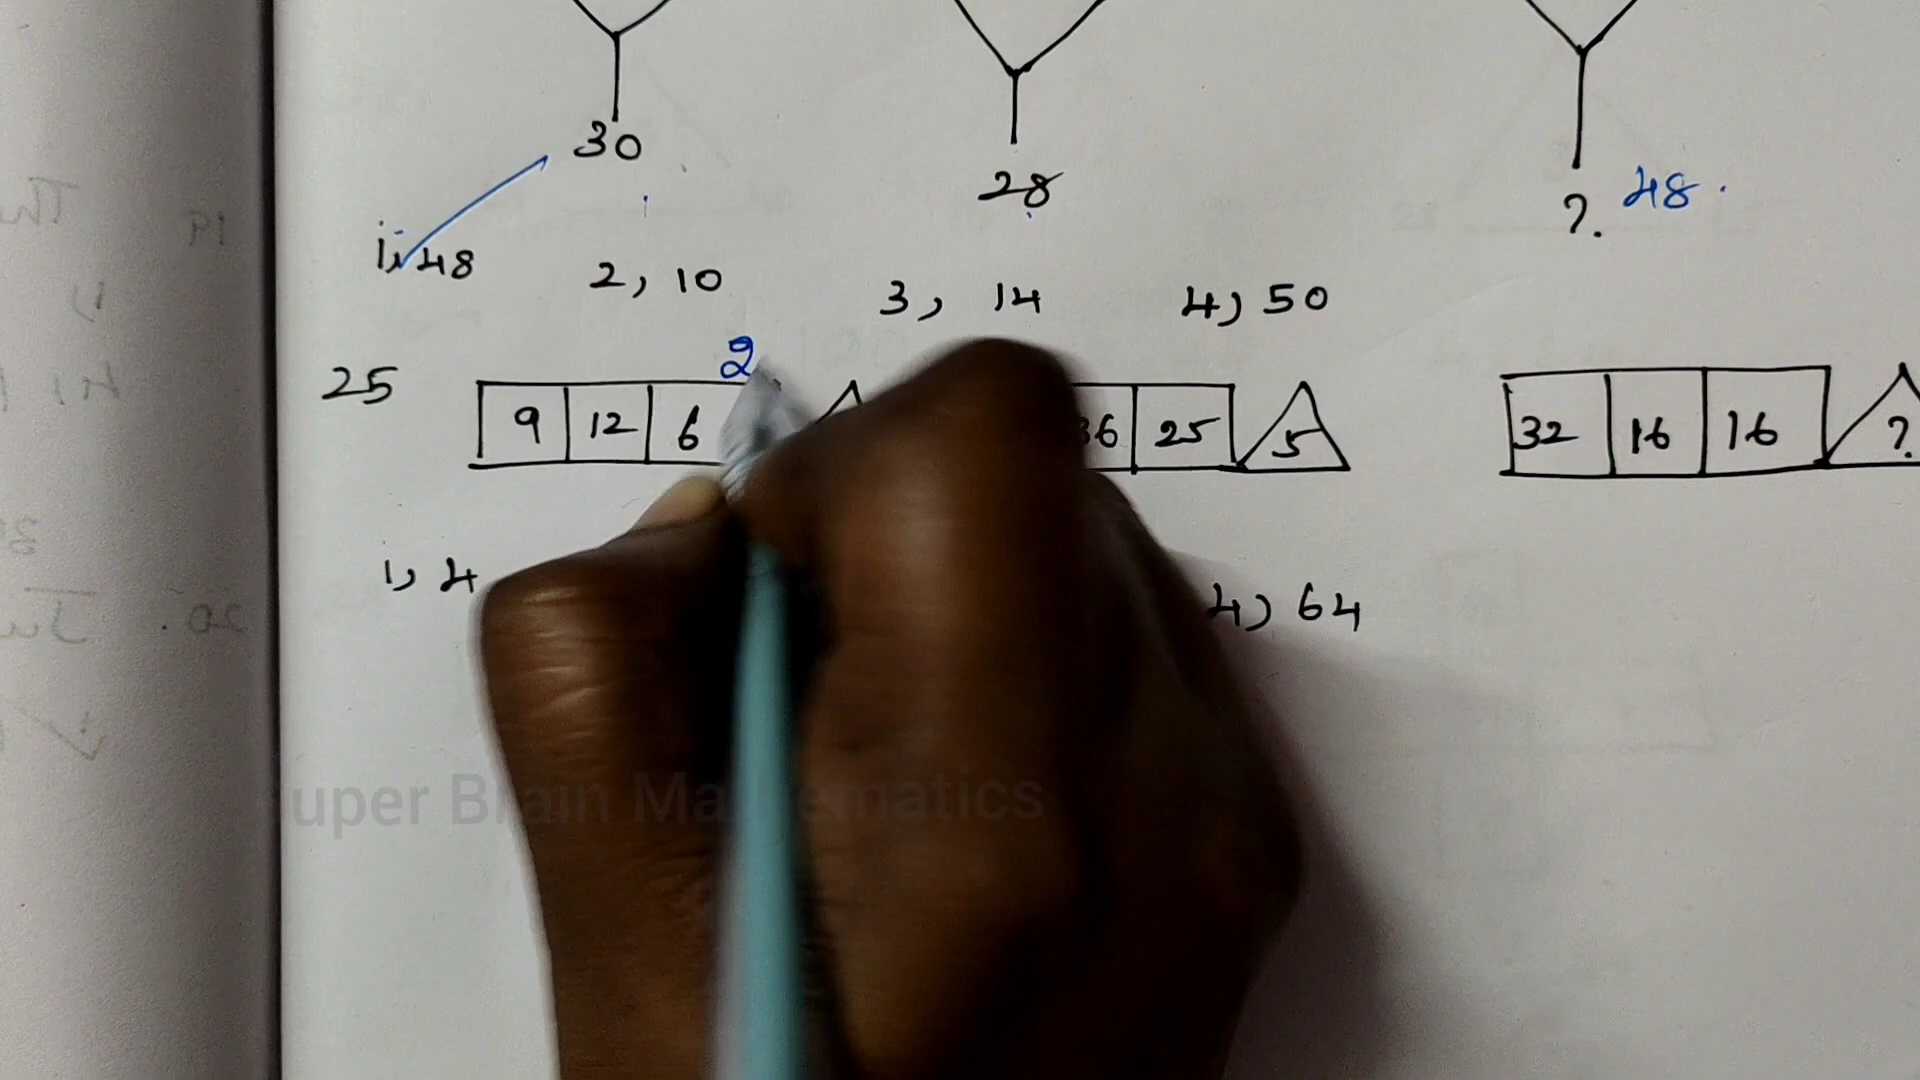 30
28
?. 48.
1, 48 2, 10 3, 14 4) 50
25 9 12 6 2 36 25 5 32 16 16 ?
1, 4 4) 64
uper Brain Mathematics